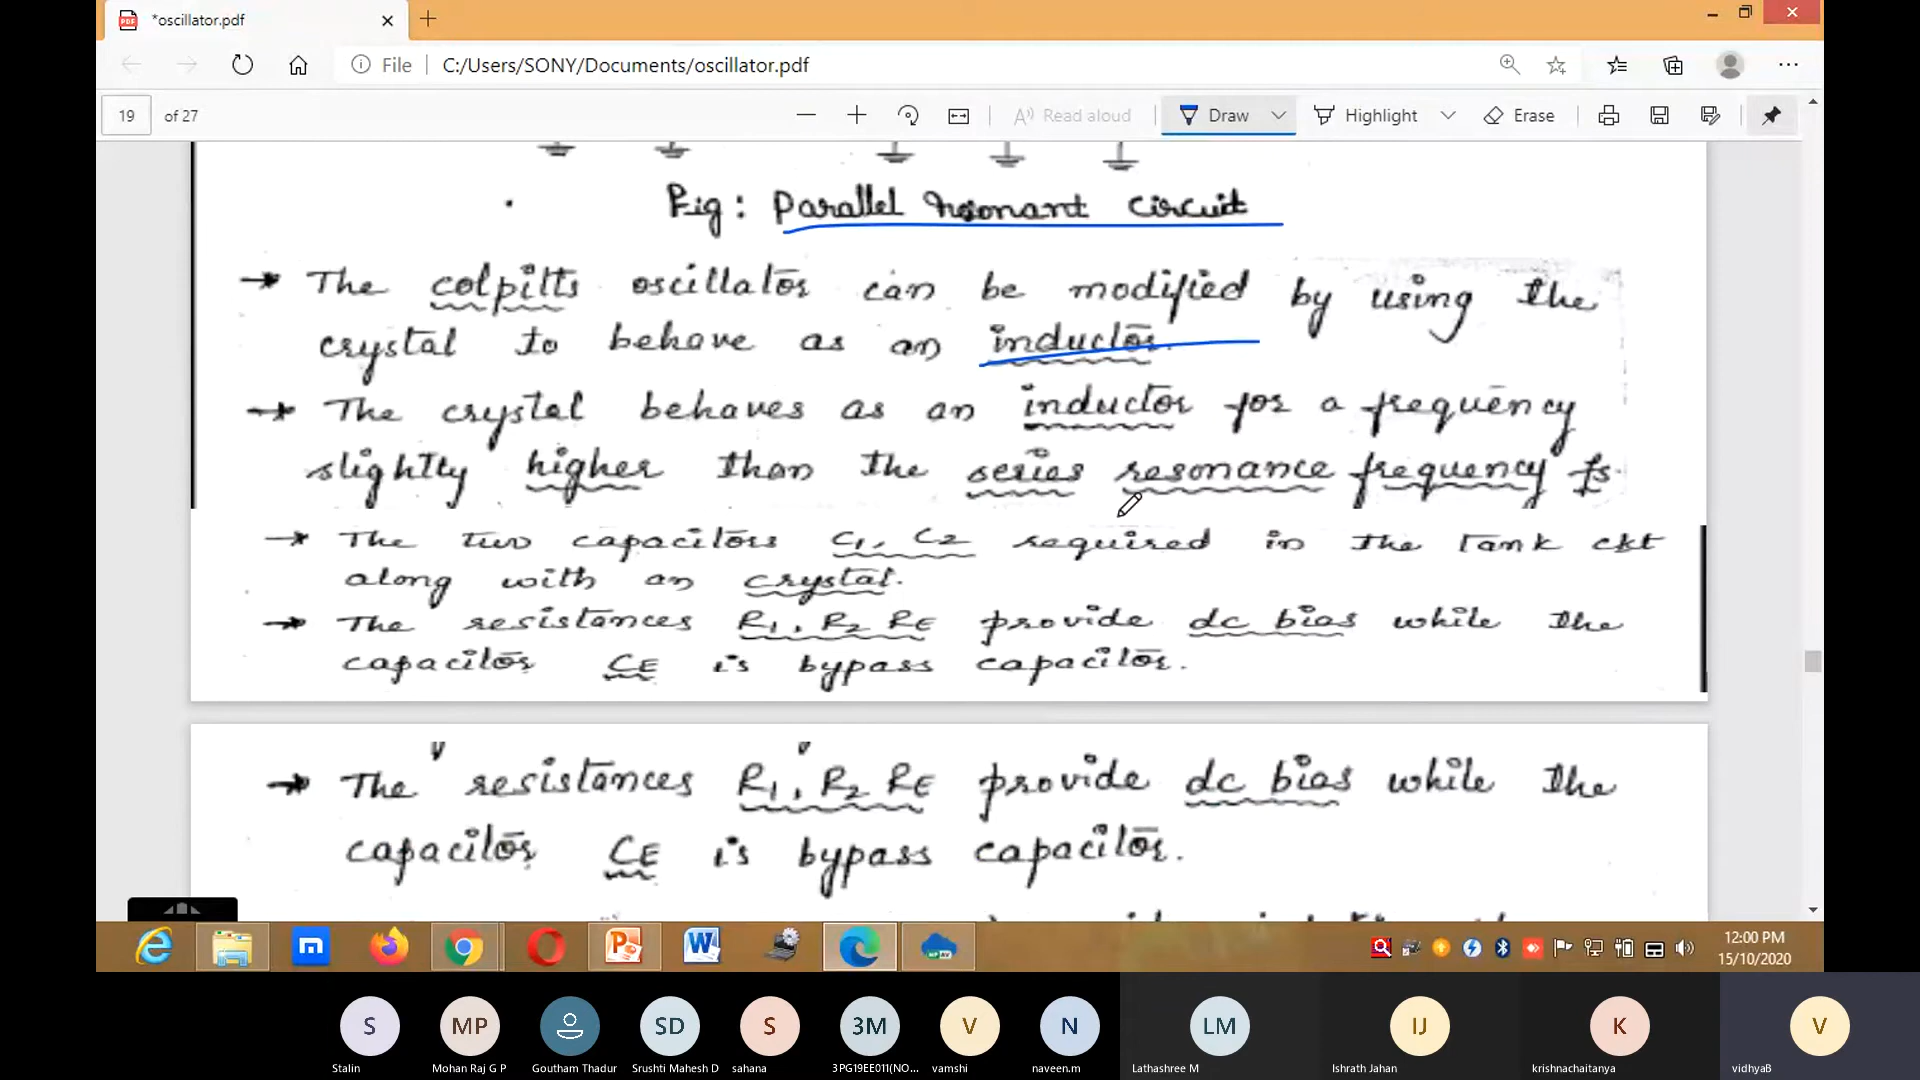 *oscillator.pdf
File C:/Users/SONY/Documents/oscillator.pdf
19 of 27 Read aloud Draw Highlight Erase
Fig: Parallel resonant circuit
→ The colpitts oscillator can be modified by using the
crystal to behave as an inductor.
→ The crystal behaves as an inductor for a frequency
slightly higher than the series resonance frequency fs.
→ The two capacitors C1, C2 required in the tank ckt
along with an crystal.
→ The resistances R1, R2 RE provide dc bias while the
capacitor CE is bypass capacitor.
→ The resistances R1, R2 RE provide dc bias while the
capacitor CE is bypass capacitor.
12:00 PM
15/10/2020
S MP SD S 3M V N LM IJ K V
Stalin Mohan Raj G P Goutham Thadur Srushti Mahesh D sahana 3PG19EE011(NO... vamshi naveen.m Lathashree M Ishrath Jahan krishnachaitanya vidhyaB